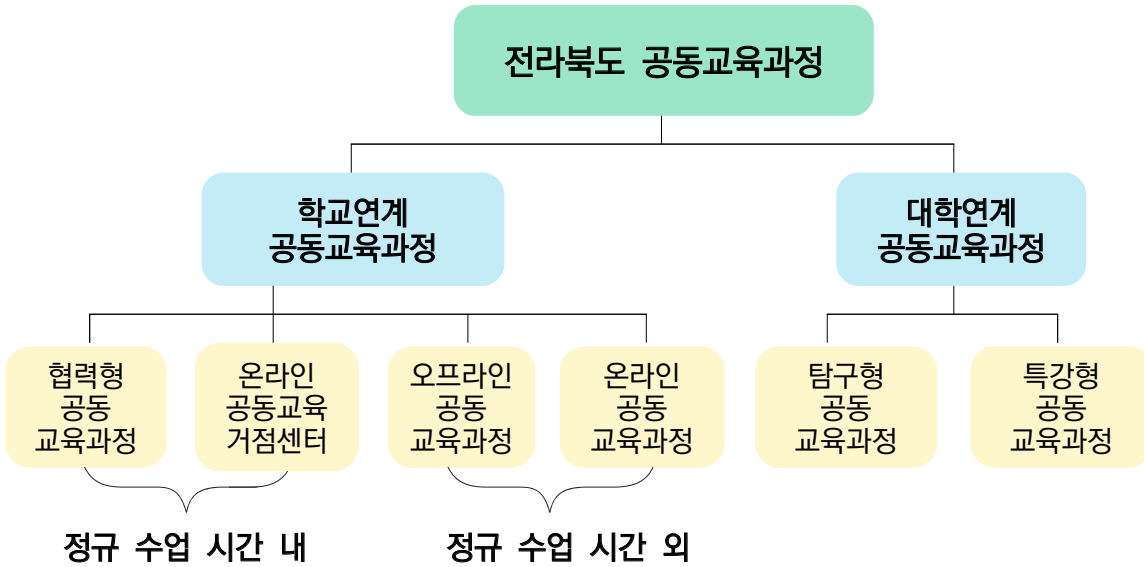 전라북도 공동교육과정
학교연계
공동교육과정
대학연계
공동교육과정
협력형
공동
교육과정
온라인
공동교육
거점센터
오프라인
공동
교육과정
온라인
공동
교육과정
탐구형
공동
교육과정
특강형
공동
교육과정
정규 수업 시간 내
정규 수업 시간 외